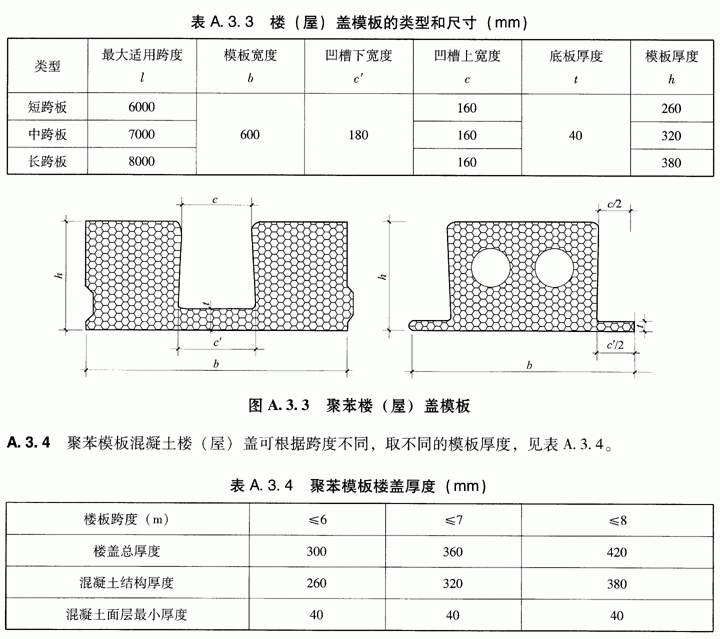 表 A. 3. 3 楼（屋）盖模板的类型和尺寸（mm）
类型 最大适用跨度 l 模板宽度 b 凹槽下宽度 c′ 凹槽上宽度 c 底板厚度 t 模板厚度 h
短跨板 6000 600 180 160 40 260
中跨板 7000 160 320
长跨板 8000 160 380
c c/2
h t h t
c′ c′/2
b b
图 A. 3. 3 聚苯楼（屋）盖模板
A. 3. 4 聚苯模板混凝土楼（屋）盖可根据跨度不同，取不同的模板厚度，见表 A. 3. 4。
表 A. 3. 4 聚苯模板楼盖厚度（mm）
楼板跨度（m） ≤6 ≤7 ≤8
楼盖总厚度 300 360 420
混凝土结构厚度 260 320 380
混凝土面层最小厚度 40 40 40